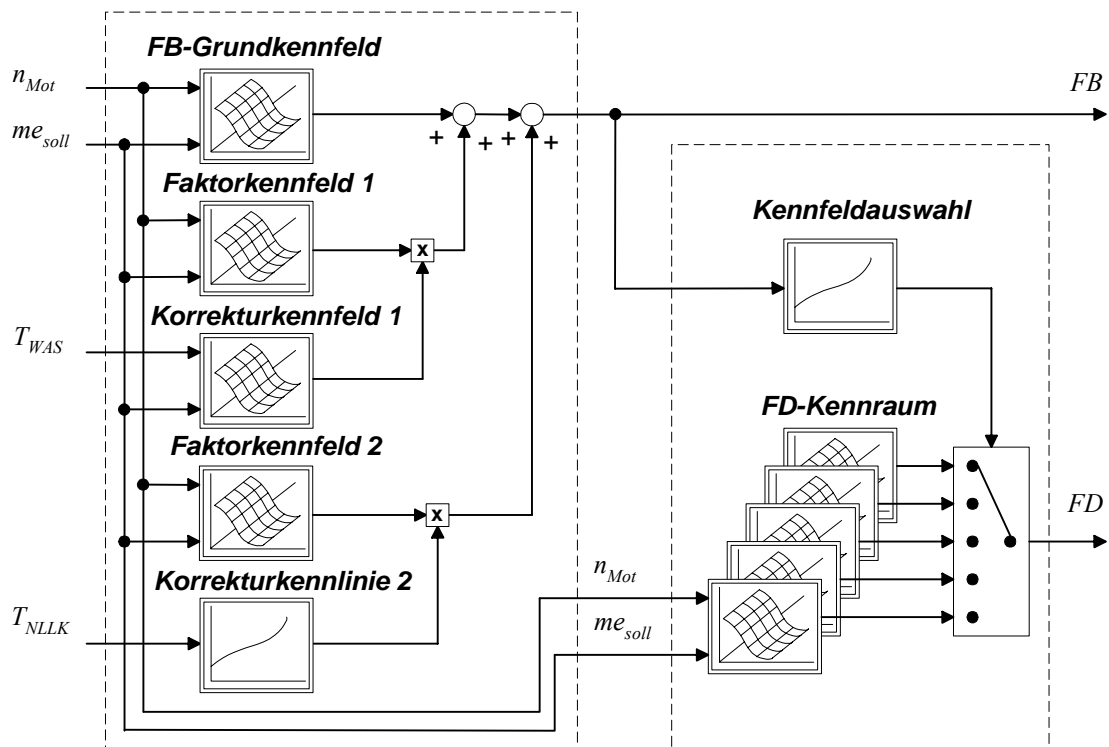 FB-Grundkennfeld
n_Mot
me_soll
FB
+ + + +
Faktorkennfeld 1
x
Kennfeldauswahl
Korrekturkennfeld 1
T_WAS
FD-Kennraum
Faktorkennfeld 2
x
FD
Korrekturkennlinie 2
n_Mot
T_NLLK
me_soll